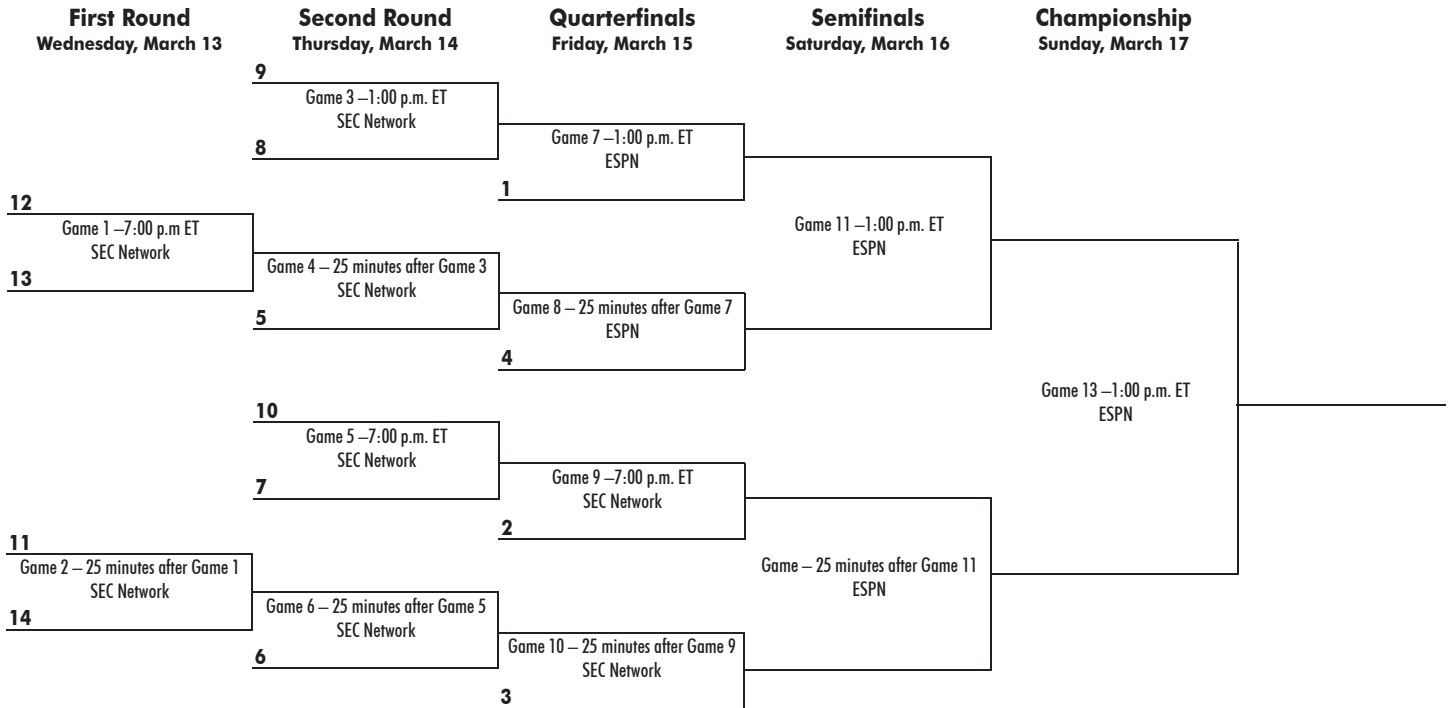 First Round
Wednesday, March 13
Second Round
Thursday, March 14
Quarterfinals
Friday, March 15
Semifinals
Saturday, March 16
Championship
Sunday, March 17
12
Game 1 –7:00 p.m ET
SEC Network
13
11
Game 2 – 25 minutes after Game 1
SEC Network
14
9
Game 3 –1:00 p.m. ET
SEC Network
8
Game 4 – 25 minutes after Game 3
SEC Network
5
10
Game 5 –7:00 p.m. ET
SEC Network
7
Game 6 – 25 minutes after Game 5
SEC Network
6
Game 7 –1:00 p.m. ET
ESPN
1
Game 8 – 25 minutes after Game 7
ESPN
4
Game 9 –7:00 p.m. ET
SEC Network
2
Game 10 – 25 minutes after Game 9
SEC Network
3
Game 11 –1:00 p.m. ET
ESPN
Game – 25 minutes after Game 11
ESPN
Game 13 –1:00 p.m. ET
ESPN